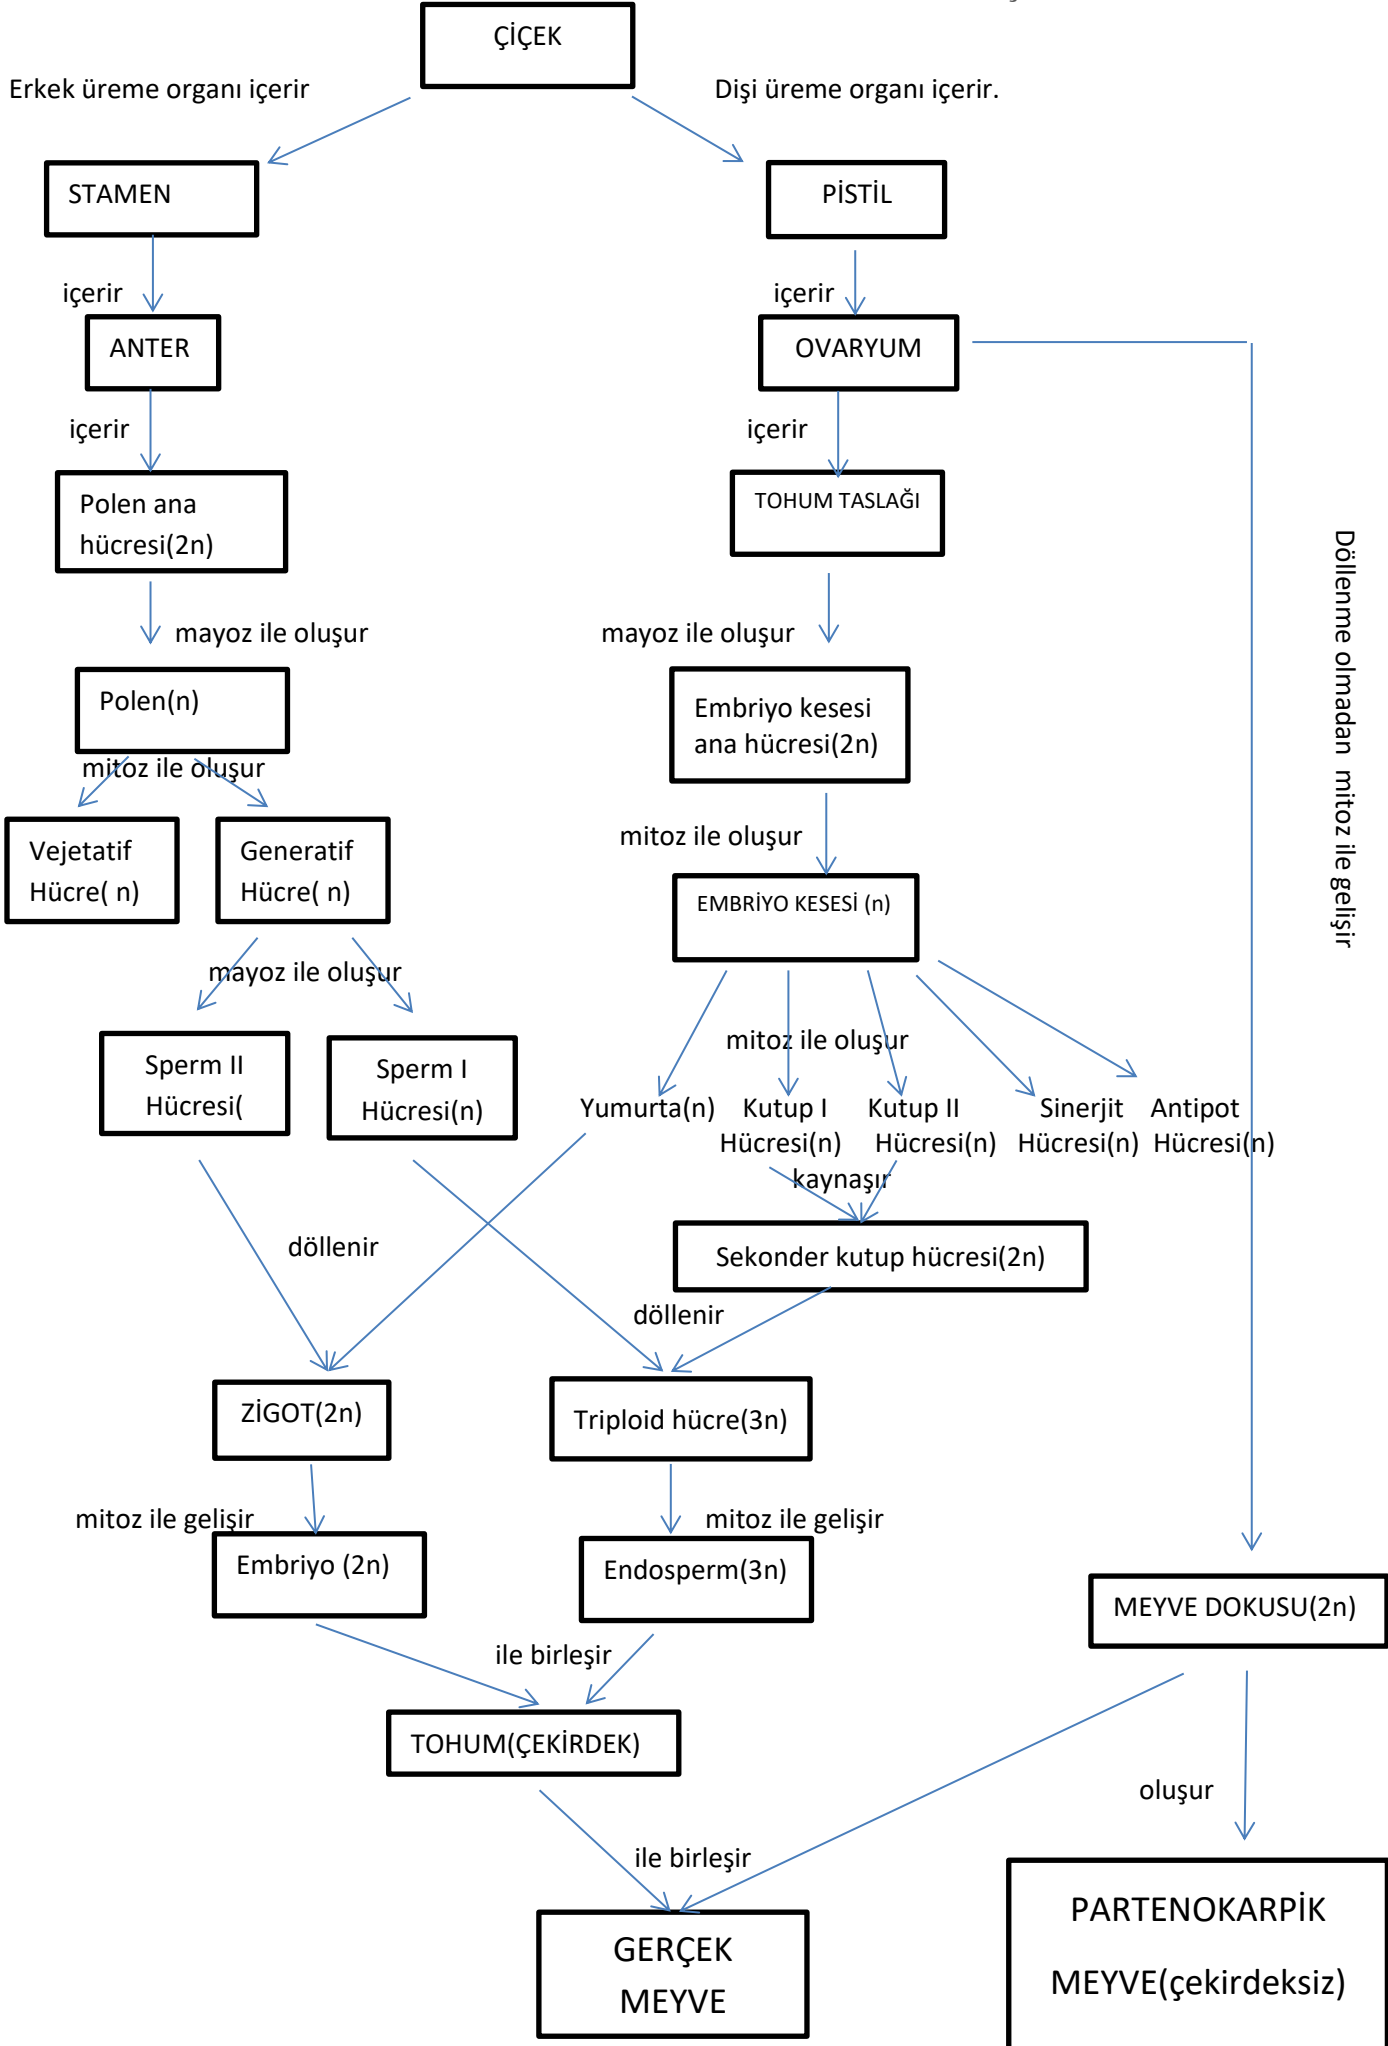 ÇİÇEK
Erkek üreme organı içerir
Dişi üreme organı içerir.
STAMEN
PİSTİL
içerir
içerir
ANTER
OVARYUM
içerir
içerir
Polen ana
hücresi(2n)
TOHUM TASLAĞI
Döllenme olmadan mitoz ile gelişir
mayoz ile oluşur
mayoz ile oluşur
Polen(n)
Embriyo kesesi
ana hücresi(2n)
mitoz ile oluşur
mitoz ile oluşur
Vejetatif
Hücre( n)
Generatif
Hücre( n)
EMBRİYO KESESİ (n)
mayoz ile oluşur
mitoz ile oluşur
Sperm II
Hücresi(
Sperm I
Hücresi(n)
Yumurta(n)
Kutup I
Hücresi(n)
Kutup II
Hücresi(n)
Sinerjit
Hücresi(n)
Antipot
Hücresi(n)
kaynaşır
Sekonder kutup hücresi(2n)
döllenir
döllenir
ZİGOT(2n)
Triploid hücre(3n)
mitoz ile gelişir
mitoz ile gelişir
Embriyo (2n)
Endosperm(3n)
MEYVE DOKUSU(2n)
ile birleşir
TOHUM(ÇEKİRDEK)
oluşur
ile birleşir
GERÇEK
MEYVE
PARTENOKARPİK
MEYVE(çekirdeksiz)